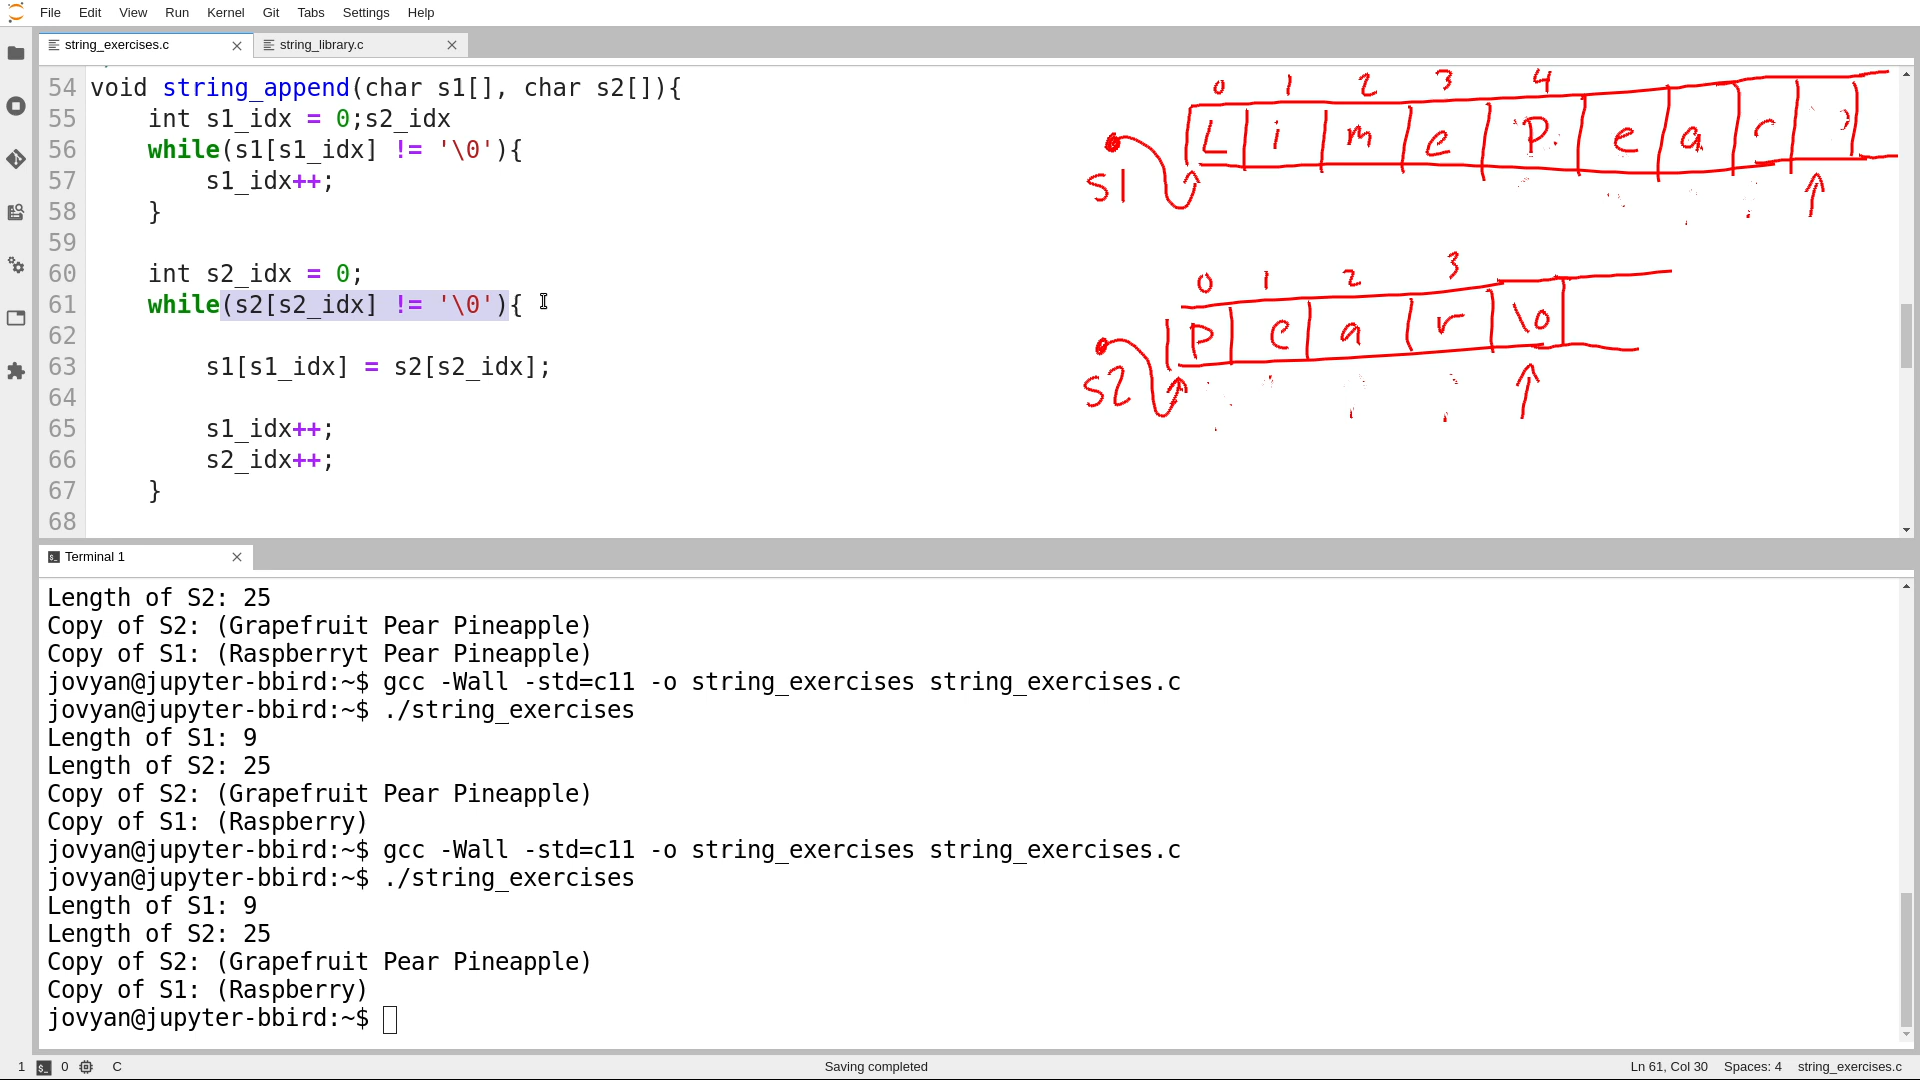 File Edit View Run Kernel Git Tabs Settings Help
string_exercises.c
string_library.c
54 void string_append(char s1[], char s2[]){
55 int s1_idx = 0;s2_idx
56 while(s1[s1_idx] != '\0'){
57 s1_idx++;
58 }
59
60 int s2_idx = 0;
61 while(s2[s2_idx] != '\0'){
62
63 s1[s1_idx] = s2[s2_idx];
64
65 s1_idx++;
66 s2_idx++;
67 }
68
0 1 2 3 4
L i m e P e a r
S1
0 1 2 3
P e a r \0
S2
Terminal 1
Length of S2: 25
Copy of S2: (Grapefruit Pear Pineapple)
Copy of S1: (Raspberryt Pear Pineapple)
jovyan@jupyter-bbird:~$ gcc -Wall -std=c11 -o string_exercises string_exercises.c
jovyan@jupyter-bbird:~$ ./string_exercises
Length of S1: 9
Length of S2: 25
Copy of S2: (Grapefruit Pear Pineapple)
Copy of S1: (Raspberry)
jovyan@jupyter-bbird:~$ gcc -Wall -std=c11 -o string_exercises string_exercises.c
jovyan@jupyter-bbird:~$ ./string_exercises
Length of S1: 9
Length of S2: 25
Copy of S2: (Grapefruit Pear Pineapple)
Copy of S1: (Raspberry)
jovyan@jupyter-bbird:~$
1 0 C Saving completed Ln 61, Col 30 Spaces: 4 string_exercises.c